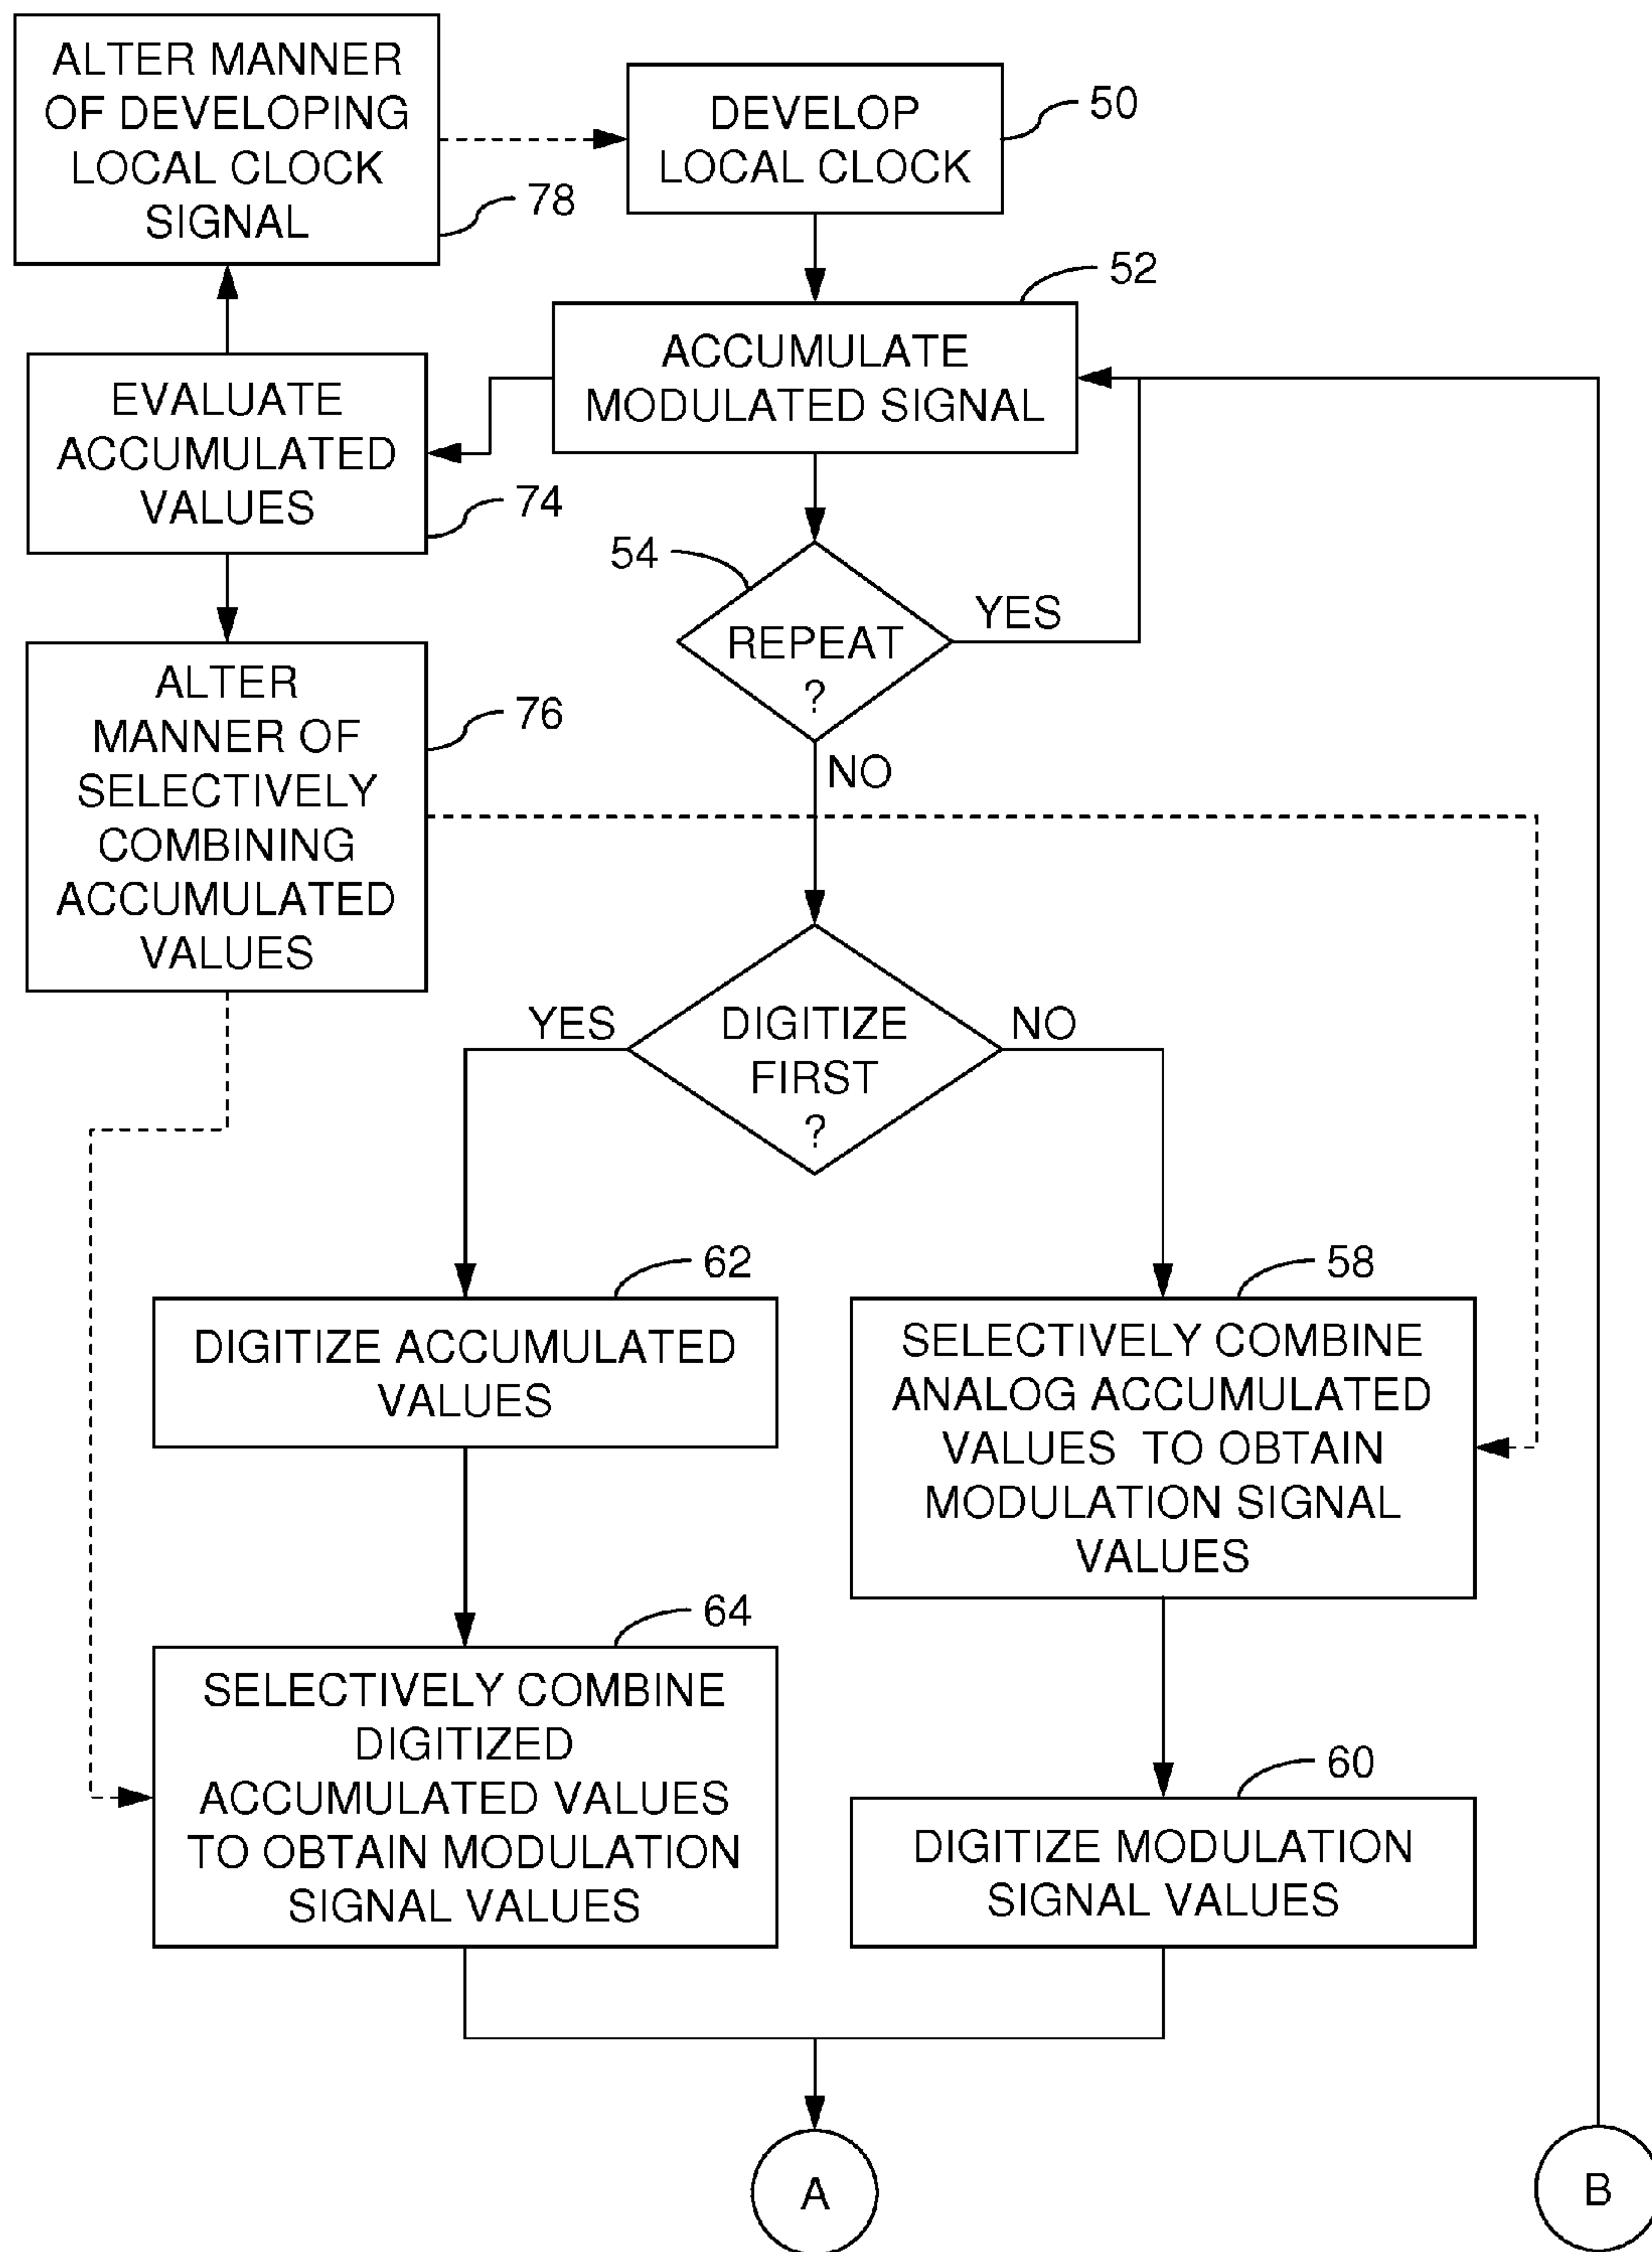 ALTER MANNER
OF DEVELOPING
LOCAL CLOCK
SIGNAL
78
DEVELOP
LOCAL CLOCK
50
ACCUMULATE
MODULATED SIGNAL
52
EVALUATE
ACCUMULATED
VALUES
74
54
REPEAT
?
YES
NO
ALTER
MANNER OF
SELECTIVELY
COMBINING
ACCUMULATED
VALUES
76
YES
DIGITIZE
FIRST
?
NO
62
DIGITIZE ACCUMULATED
VALUES
58
SELECTIVELY COMBINE
ANALOG ACCUMULATED
VALUES TO OBTAIN
MODULATION SIGNAL
VALUES
64
SELECTIVELY COMBINE
DIGITIZED
ACCUMULATED VALUES
TO OBTAIN MODULATION
SIGNAL VALUES
60
DIGITIZE MODULATION
SIGNAL VALUES
A
B